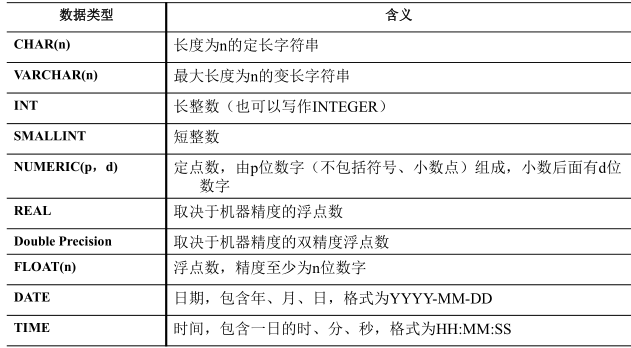 数据类型 含义
CHAR(n) 长度为n的定长字符串
VARCHAR(n) 最大长度为n的变长字符串
INT 长整数（也可以写作INTEGER）
SMALLINT 短整数
NUMERIC(p，d) 定点数，由p位数字（不包括符号、小数点）组成，小数后面有d位
数字
REAL 取决于机器精度的浮点数
Double Precision 取决于机器精度的双精度浮点数
FLOAT(n) 浮点数，精度至少为n位数字
DATE 日期，包含年、月、日，格式为YYYY-MM-DD
TIME 时间，包含一日的时、分、秒，格式为HH:MM:SS